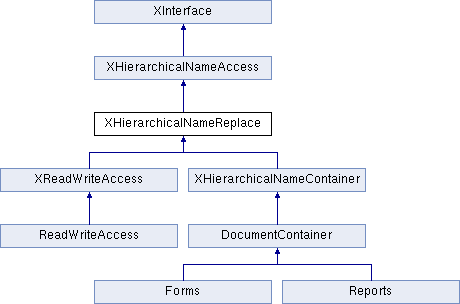 XInterface
XHierarchicalNameAccess
XHierarchicalNameReplace
XReadWriteAccess
XHierarchicalNameContainer
ReadWriteAccess
DocumentContainer
Forms
Reports